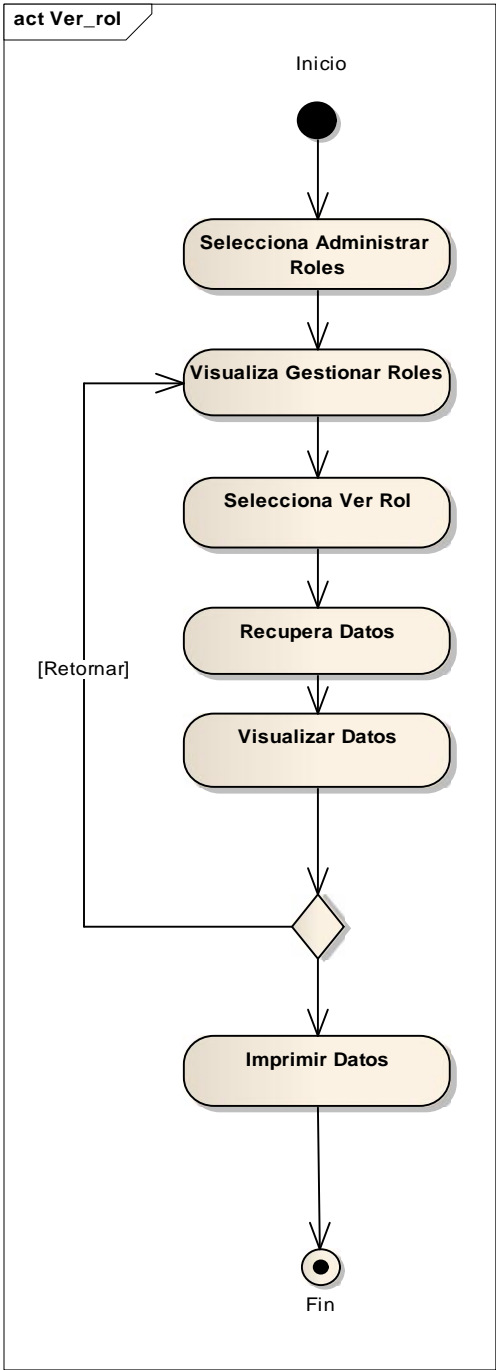 act Ver_rol
Inicio
Selecciona Administrar
Roles
Visualiza Gestionar Roles
Selecciona Ver Rol
Recupera Datos
[Retornar]
Visualizar Datos
Imprimir Datos
Fin